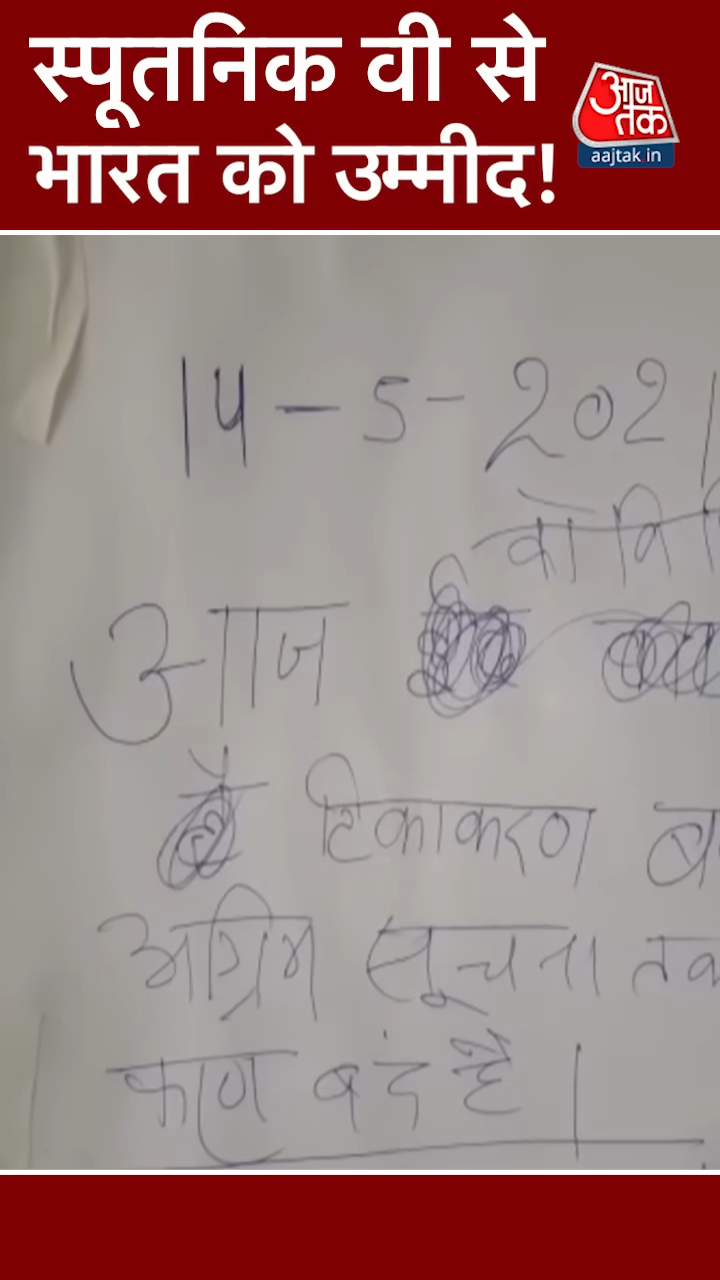 स्पूतनिक वी से
भारत को उम्मीद!
आज
तक
aajtak.in
14-5-2021
आज
टिकाकरण
अग्रिम सूचना तक
बंद है।